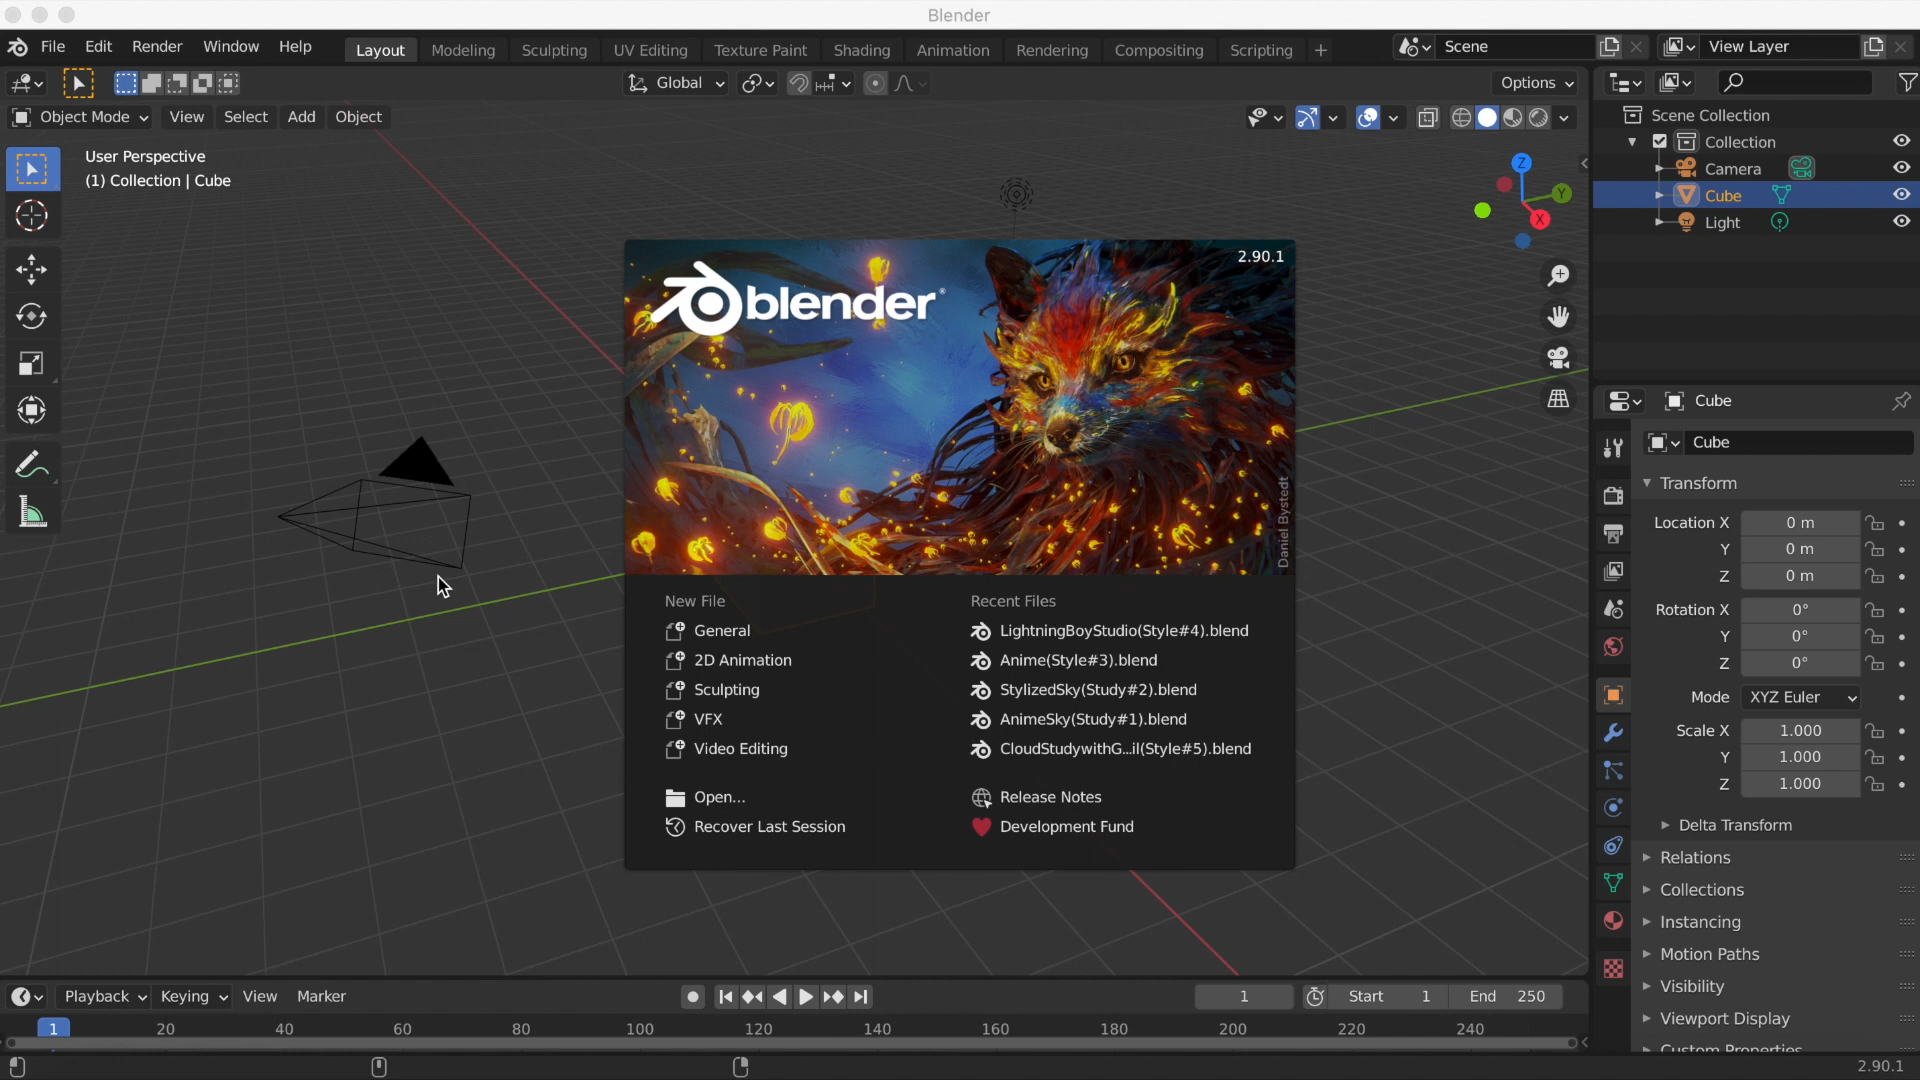 Blender
File Edit Render Window Help
Layout Modeling Sculpting UV Editing Texture Paint Shading Animation Rendering Compositing Scripting +
Scene
View Layer
Global
Options
Object Mode View Select Add Object
User Perspective
(1) Collection | Cube
Z
Y
X
Scene Collection
Collection
Camera
Cube
Light
2.90.1
blender
Daniel Bystedt
New File
General
2D Animation
Sculpting
VFX
Video Editing
Open...
Recover Last Session
Recent Files
LightningBoyStudio(Style#4).blend
Anime(Style#3).blend
StylizedSky(Study#2).blend
AnimeSky(Study#1).blend
CloudStudywithG...il(Style#5).blend
Release Notes
Development Fund
Cube
Cube
Transform
Location X 0 m
Y 0 m
Z 0 m
Rotation X 0°
Y 0°
Z 0°
Mode XYZ Euler
Scale X 1.000
Y 1.000
Z 1.000
Delta Transform
Relations
Collections
Instancing
Motion Paths
Visibility
Viewport Display
Custom Properties
Playback Keying View Marker
1 Start 1 End 250
1 20 40 60 80 100 120 140 160 180 200 220 240
2.90.1